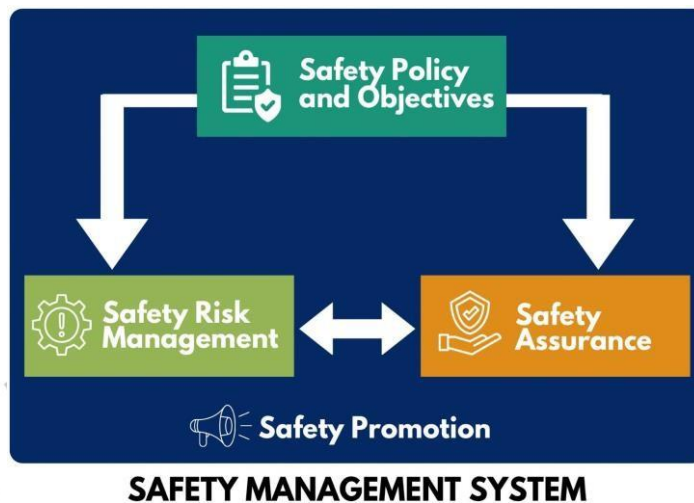 Safety Policy
and Objectives
Safety Risk
Management
Safety
Assurance
Safety Promotion
SAFETY MANAGEMENT SYSTEM